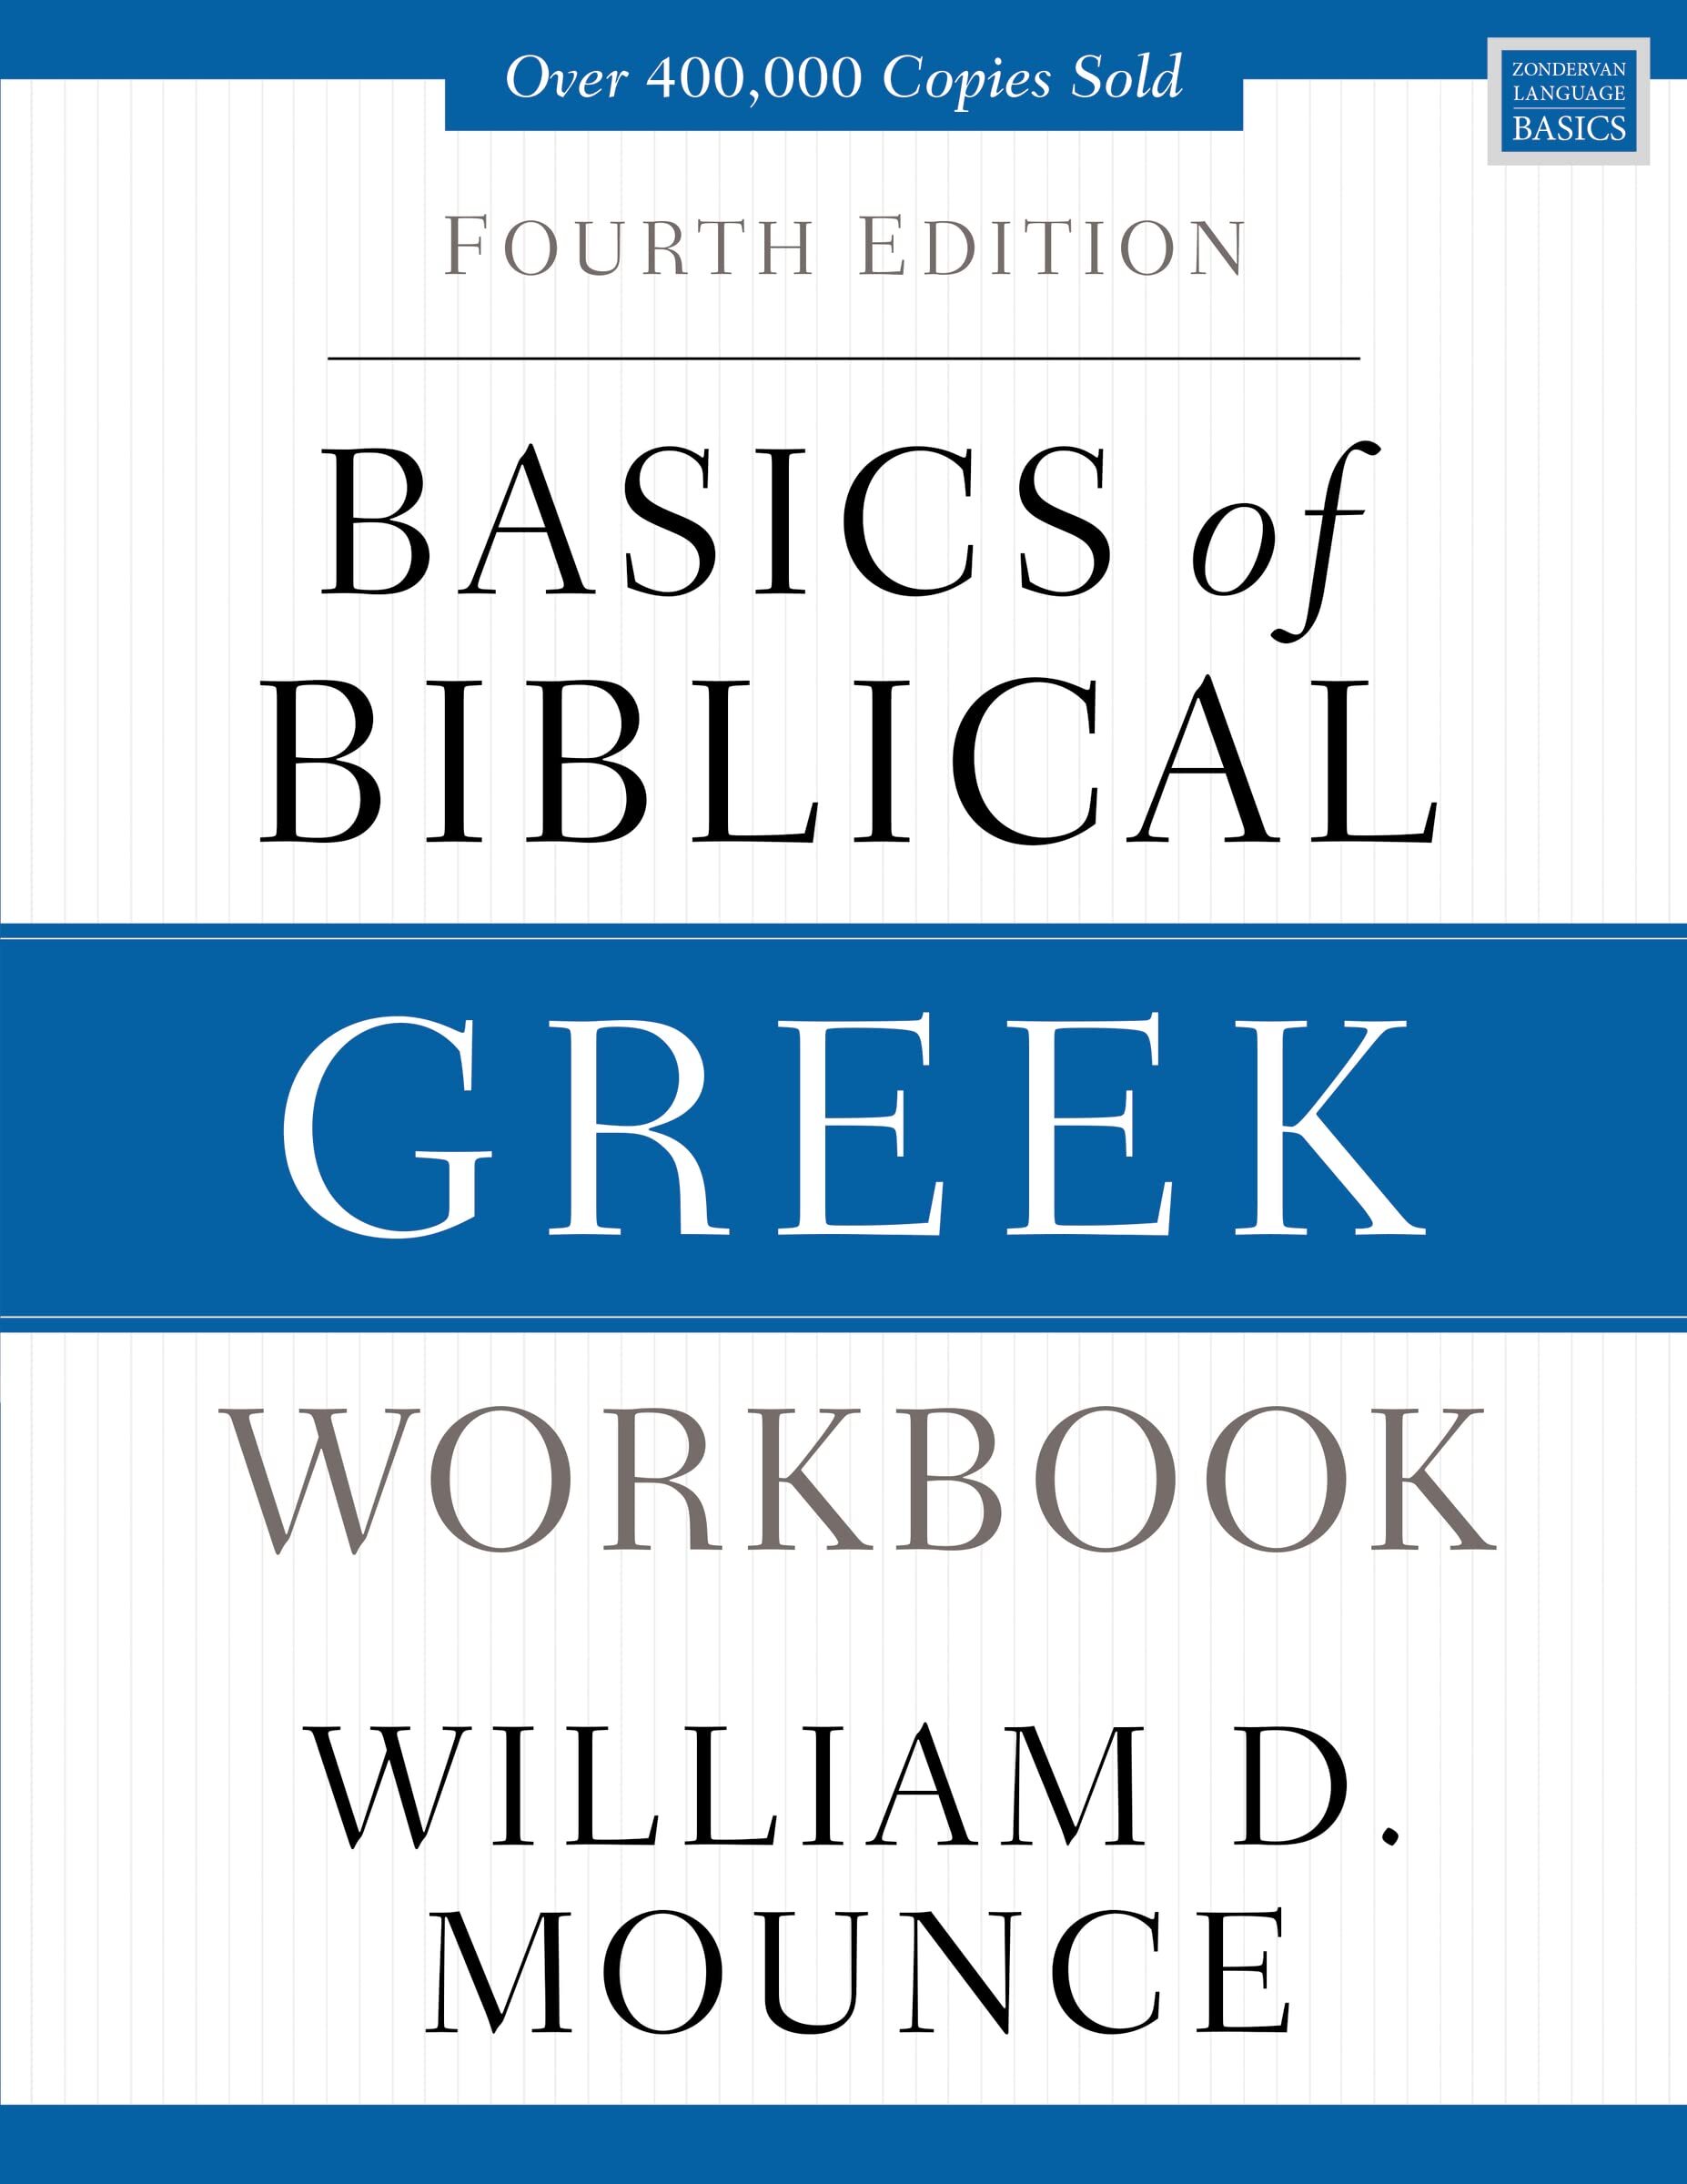 Over 400,000 Copies Sold
ZONDERVAN
LANGUAGE
BASICS
FOURTH EDITION
BASICS of
BIBLICAL
GREEK
WORKBOOK
WILLIAM D.
MOUNCE